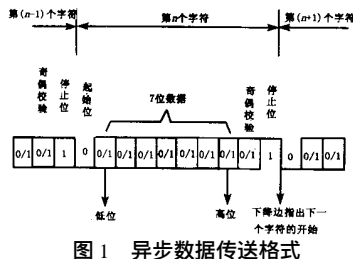 第(n-1)个字符 第n个字符 第(n+1)个字符
奇偶校验 停止位 起始位 7位数据 奇偶校验 停止位
0/1 0/1 1 0 0/1 0/1 0/1 0/1 0/1 0/1 0/1 0/1 1 0 0/1 0/1
低位 高位 下降边指出下一
个字符的开始
图 1 异步数据传送格式